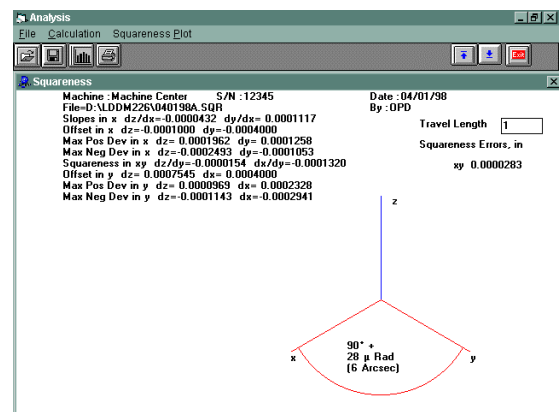 Analysis
File Calculation Squareness Plot
Exit
Squareness
Machine :Machine Center S/N :12345 Date :04/01/98
File=D:\LDDM226\040198A.SQR By :OPD
Slopes in x dz/dx=-0.0000432 dy/dx= 0.0001117
Offset in x dz=-0.0001000 dy=-0.0004000
Max Pos Dev in x dz= 0.0001962 dy= 0.0001258
Max Neg Dev in x dz=-0.0002493 dy=-0.0001053
Squareness in xy dz/dy=-0.0000154 dx/dy=-0.0001320
Offset in y dz= 0.0007545 dx= 0.0004000
Max Pos Dev in y dz= 0.0000969 dx= 0.0002328
Max Neg Dev in y dz=-0.0001143 dx=-0.0002941
Travel Length 1
Squareness Errors, in
xy 0.0000283
z
x
y
90° +
28 µ Rad
(6 Arcsec)